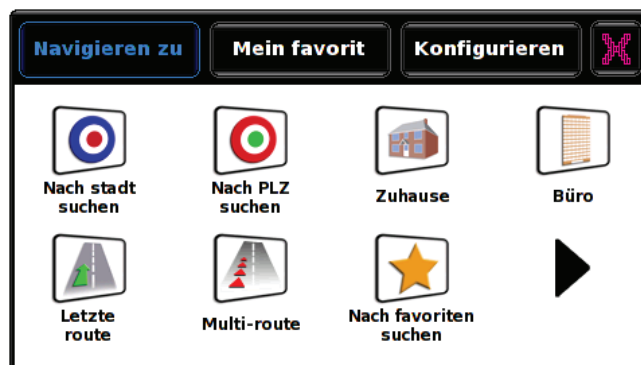 Navigieren zu
Mein favorit
Konfigurieren
Nach stadt
suchen
Nach PLZ
suchen
Zuhause
Büro
Letzte
route
Multi-route
Nach favoriten
suchen